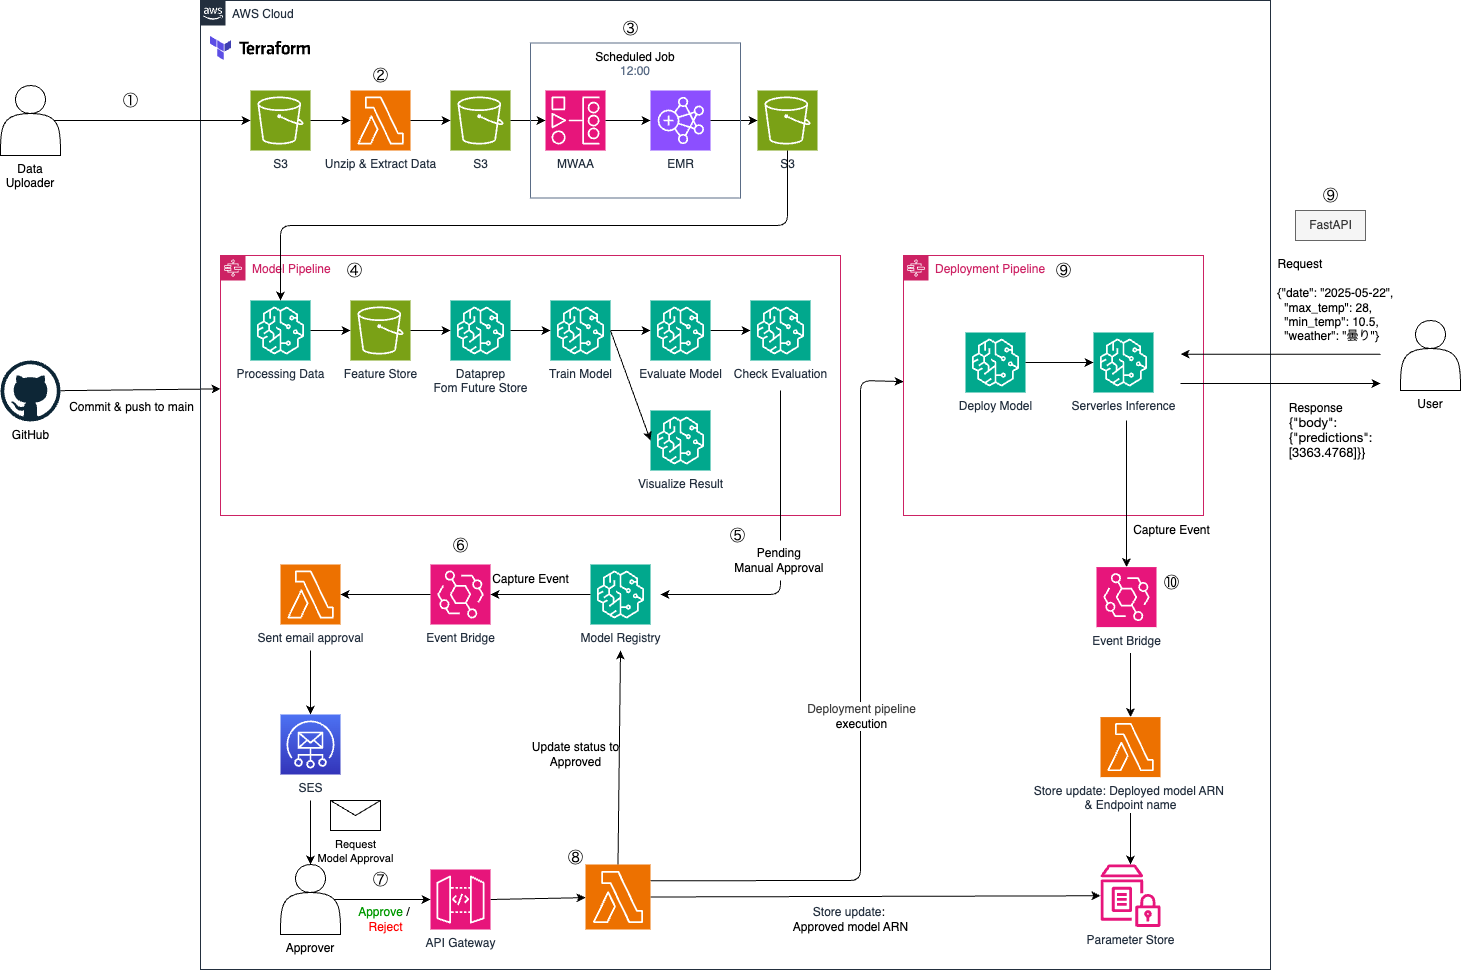 aws
AWS Cloud
Terraform
①
②
③
Scheduled Job
12:00
Data
Uploader
S3
Unzip & Extract Data
S3
MWAA
EMR
S3
⑨
FastAPI
Request
{"date": "2025-05-22",
"max_temp": 28,
"min_temp": 10.5,
"weather": "曇り"}
User
Response
{"body":
{"predictions":
[3363.4768]}}
Model Pipeline
④
Processing Data
Feature Store
Dataprep
Fom Future Store
Train Model
Evaluate Model
Check Evaluation
Visualize Result
Deployment Pipeline
⑨
Deploy Model
Serverles Inference
GitHub
Commit & push to main
⑤
Pending
Manual Approval
⑥
Capture Event
Sent email approval
Event Bridge
Model Registry
Capture Event
⑩
Event Bridge
SES
Update status to
Approved
Deployment pipeline
execution
Store update: Deployed model ARN
& Endpoint name
Request
Model Approval
⑦
Approve /
Reject
Approver
API Gateway
⑧
Store update:
Approved model ARN
Parameter Store